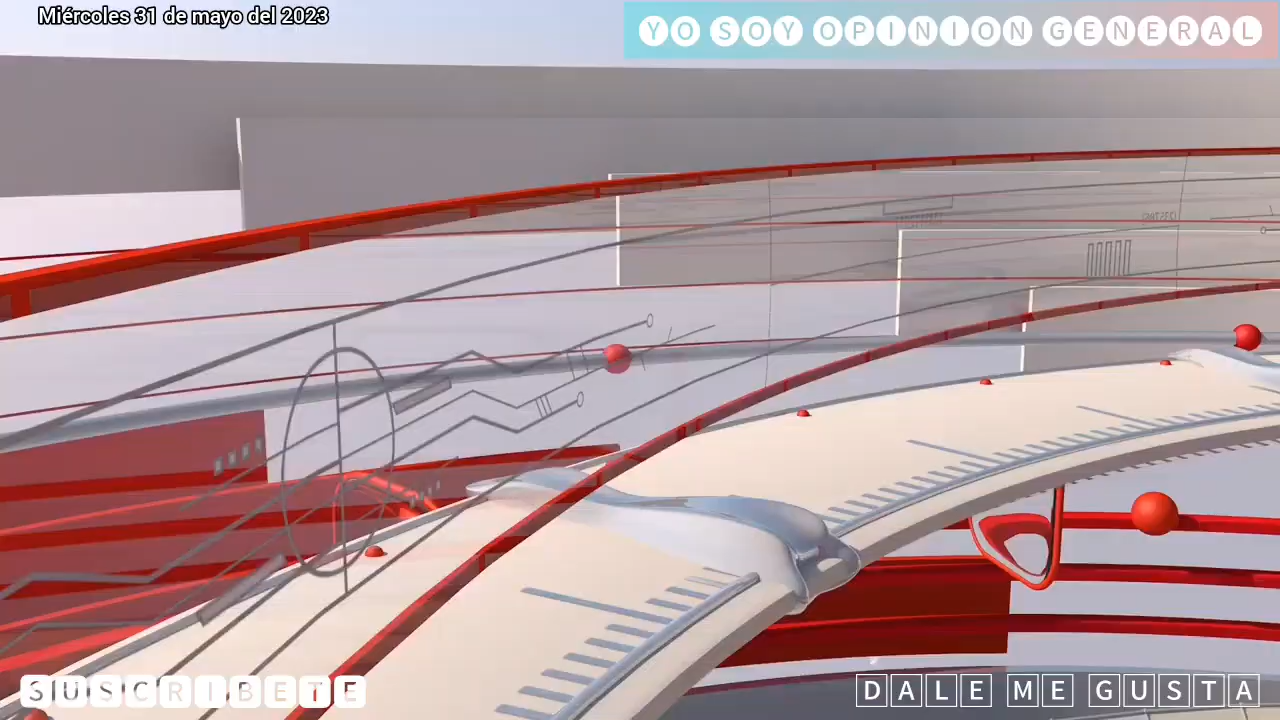 Miércoles 31 de mayo del 2023
YO SOY OPINION GENERAL
SUSCRIBETE
DALE ME GUSTA